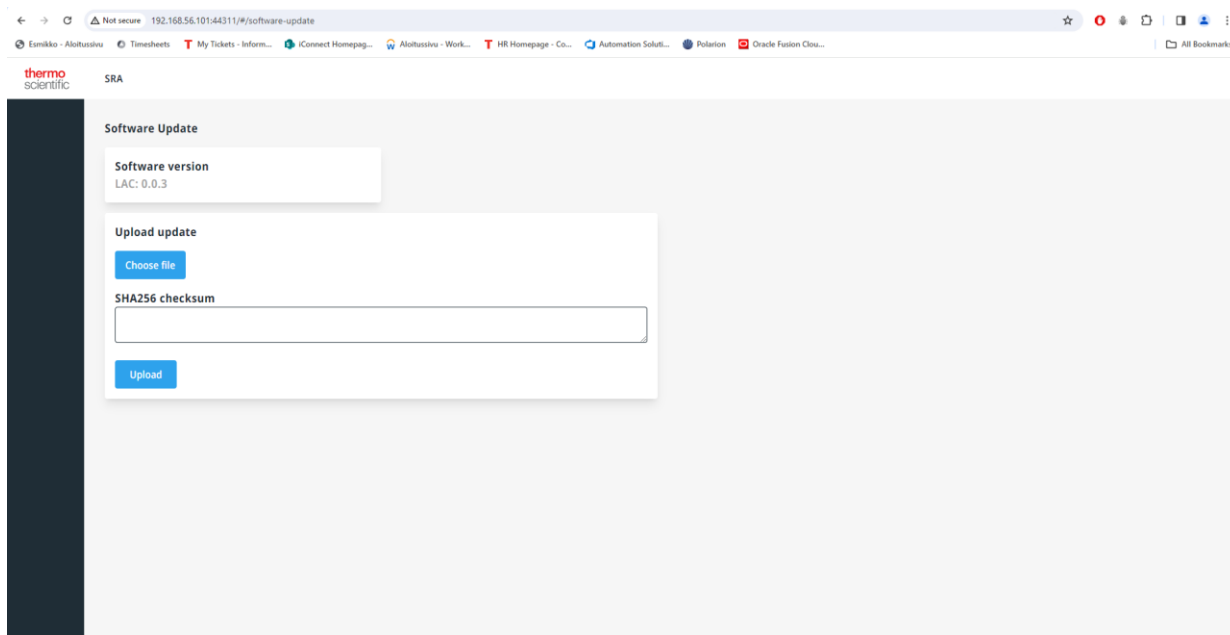 Not secure 192.168.56.101:44311/#/software-update
Esmikko - Aloitussivu Timesheets My Tickets - Inform... iConnect Homepag... Aloitussivu - Work... HR Homepage - Co... Automation Soluti... Polarion Oracle Fusion Clou... All Bookmarks
thermo
scientific
SRA
Software Update
Software version
LAC: 0.0.3
Upload update
Choose file
SHA256 checksum
Upload